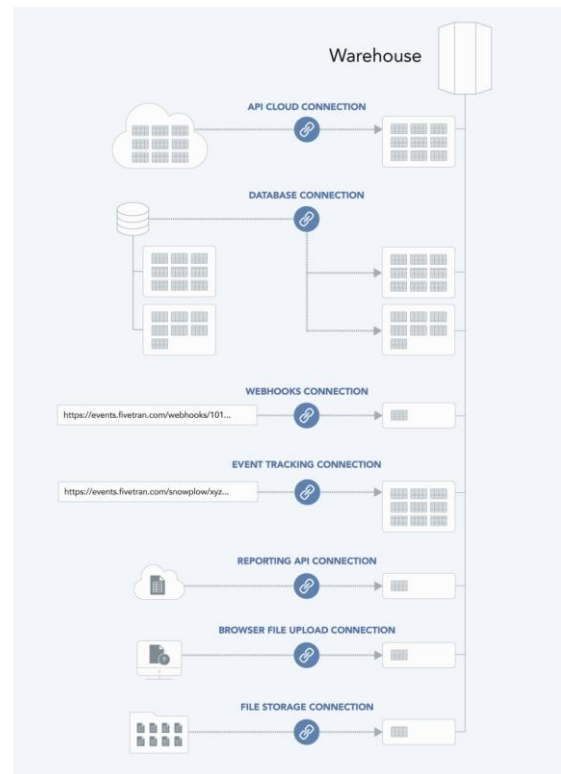 Warehouse
API CLOUD CONNECTION
DATABASE CONNECTION
WEBHOOKS CONNECTION
https://events.fivetran.com/webhooks/101...
EVENT TRACKING CONNECTION
https://events.fivetran.com/snowplow/xyz...
REPORTING API CONNECTION
BROWSER FILE UPLOAD CONNECTION
FILE STORAGE CONNECTION